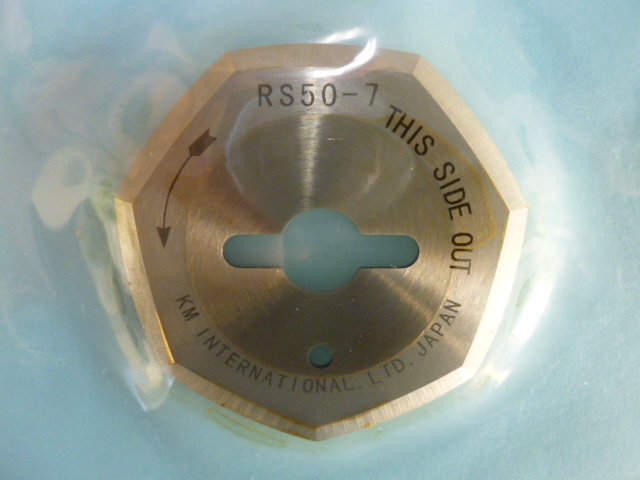 RS50-7
THIS SIDE OUT
KM INTERNATIONAL.LTD.JAPAN